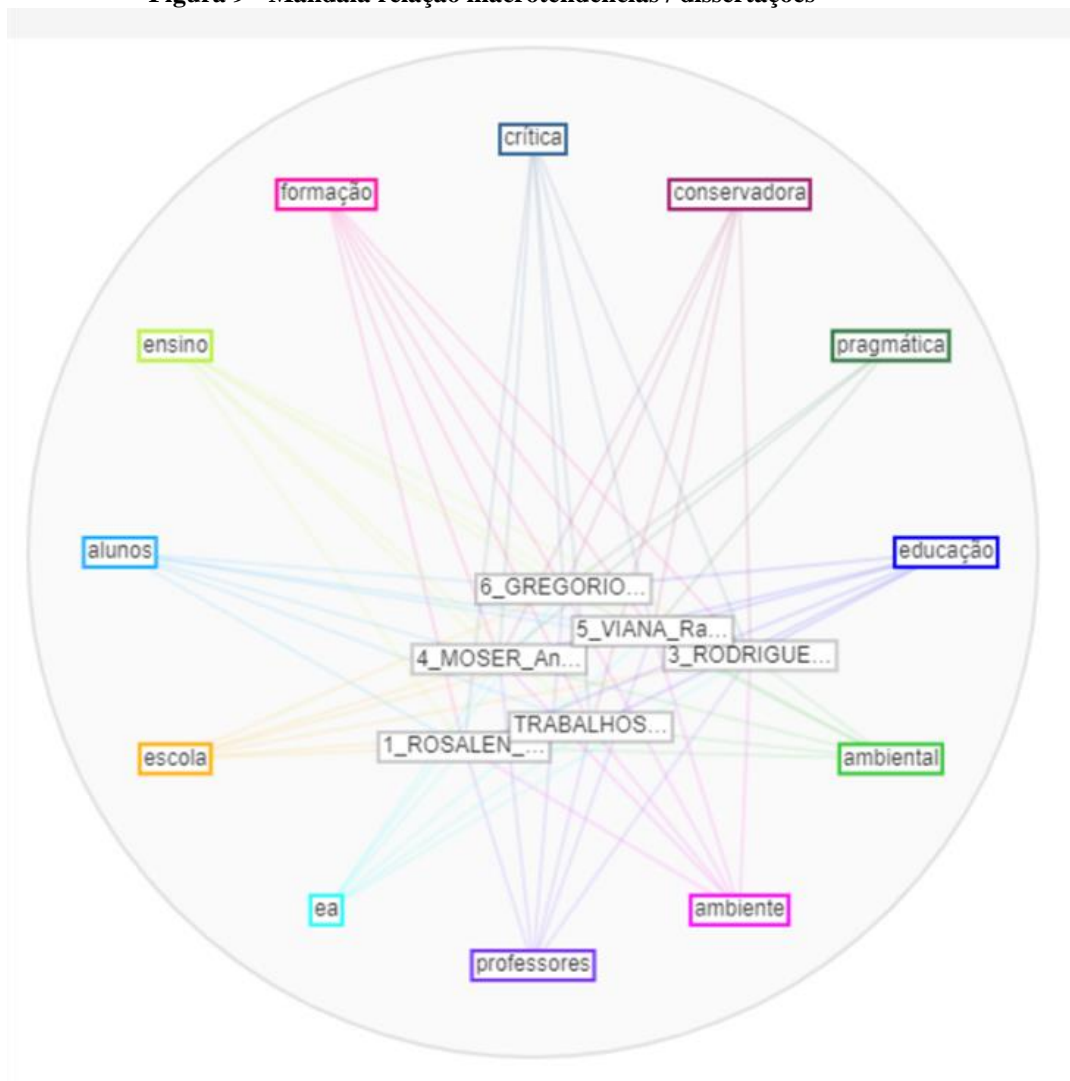 Figura 9 - Mandala relação macrotendências / dissertações
crítica
formação
conservadora
ensino
pragmática
alunos
educação
6_GREGORIO...
5_VIANA_Ra...
4_MOSER_An...
3_RODRIGUE...
TRABALHOS...
1_ROSALEN_...
escola
ambiental
ea
ambiente
professores